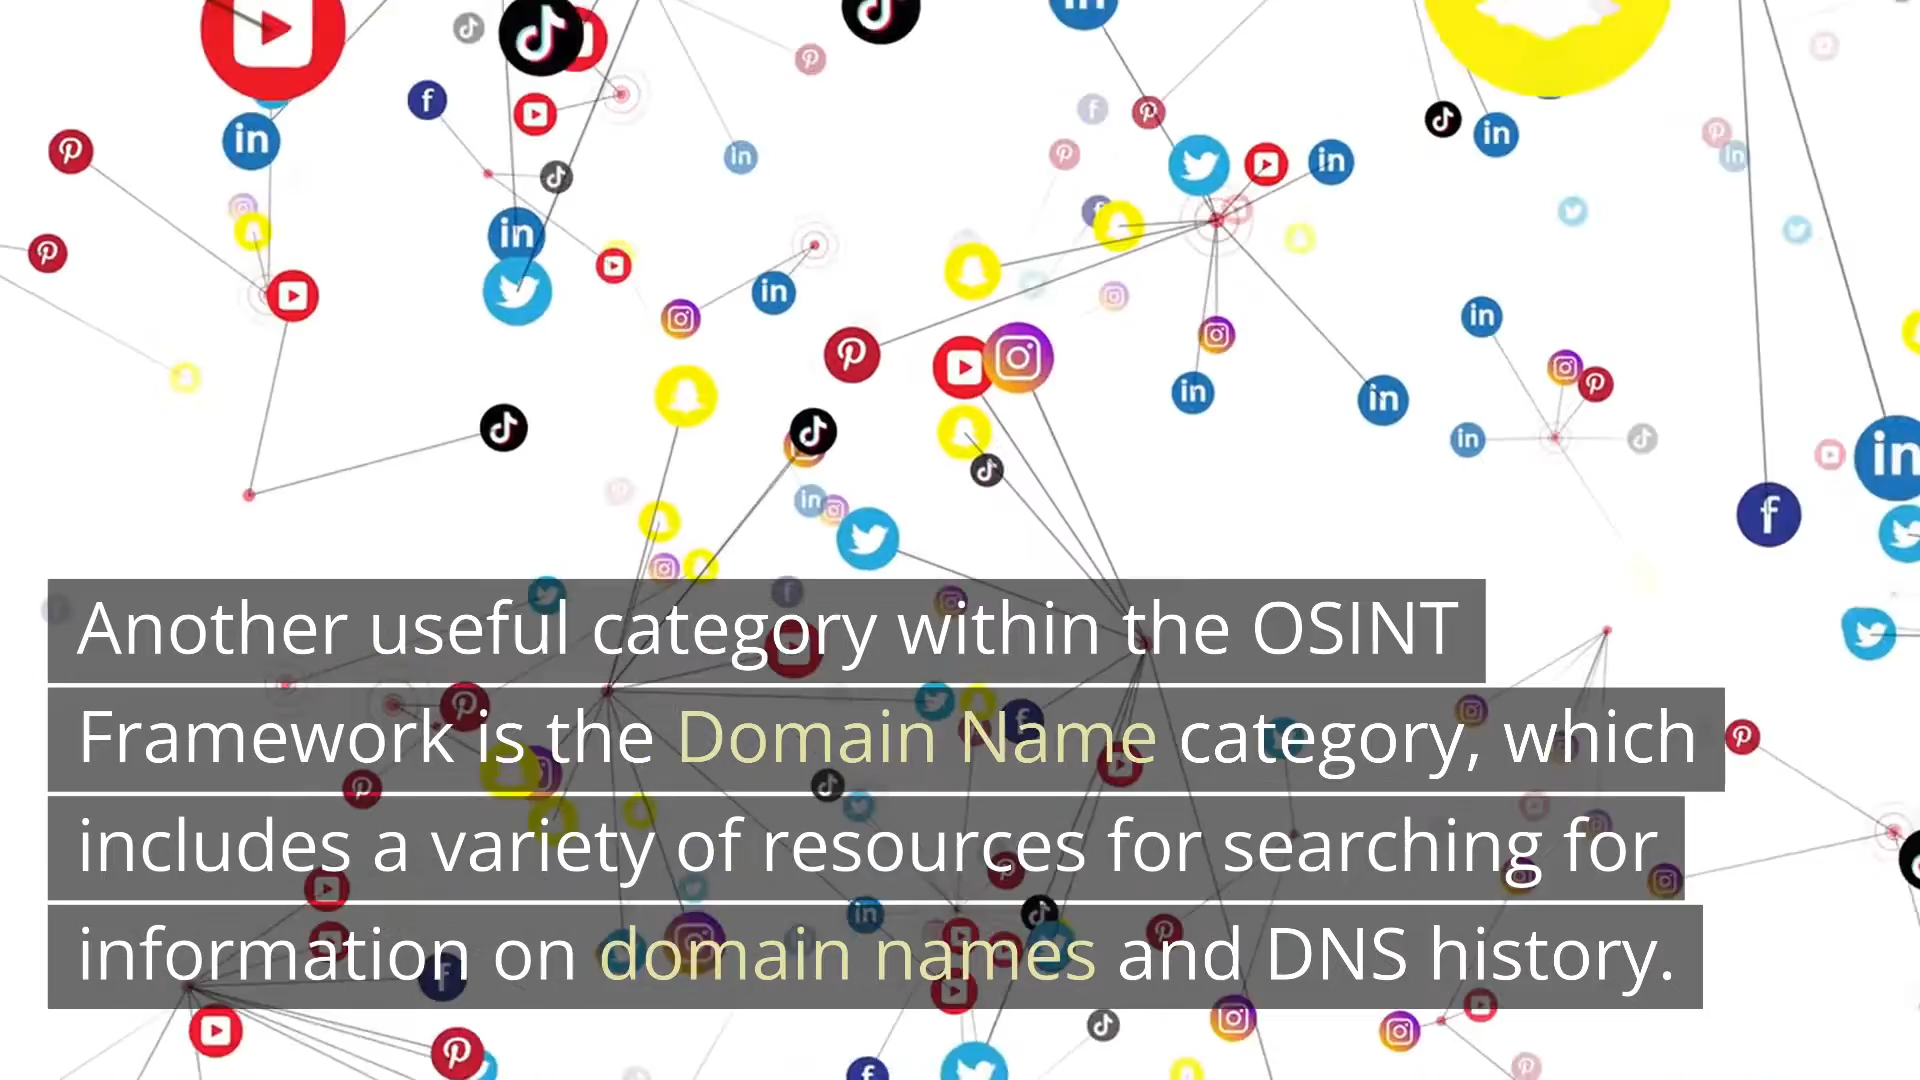 Another useful category within the OSINT
Framework is the Domain Name category, which
includes a variety of resources for searching for
information on domain names and DNS history.